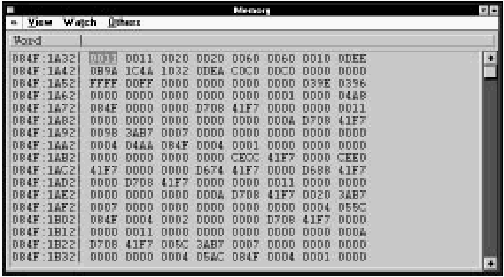 Memory
View Watch Others
Word
084F:1A32 0011 0011 0020 0020 0060 0060 0010 0DEE
084F:1A42 0B9A 1C4A 1032 0DEA C0C0 00C0 0000 0000
084F:1A52 FFFF 00FF 0000 0000 0000 0000 039E 0396
084F:1A62 0000 0000 0000 0000 0000 0001 0000 04A8
084F:1A72 084F 0000 0000 D708 41F7 0000 0000 0011
084F:1A82 0000 0000 0000 0000 0000 000A D708 41F7
084F:1A92 0098 3AB7 0007 0000 0000 0000 0000 0000
084F:1AA2 0004 04AA 084F 0004 0001 0000 0000 0000
084F:1AB2 0000 0000 0000 0000 CECC 41F7 0000 CEE0
084F:1AC2 41F7 0000 0000 D674 41F7 0000 D688 41F7
084F:1AD2 0000 D708 41F7 0000 0000 0011 0000 0000
084F:1AE2 0000 0000 0000 000A D708 41F7 0020 3AB7
084F:1AF2 0007 0000 0000 0000 0000 0000 0004 055C
084F:1B02 084F 0004 0002 0000 0000 D708 41F7 0000
084F:1B12 0000 0011 0000 0000 0000 0000 0000 000A
084F:1B22 D708 41F7 005C 3AB7 0007 0000 0000 0000
084F:1B32 0000 0000 0004 05AC 084F 0004 0001 0000